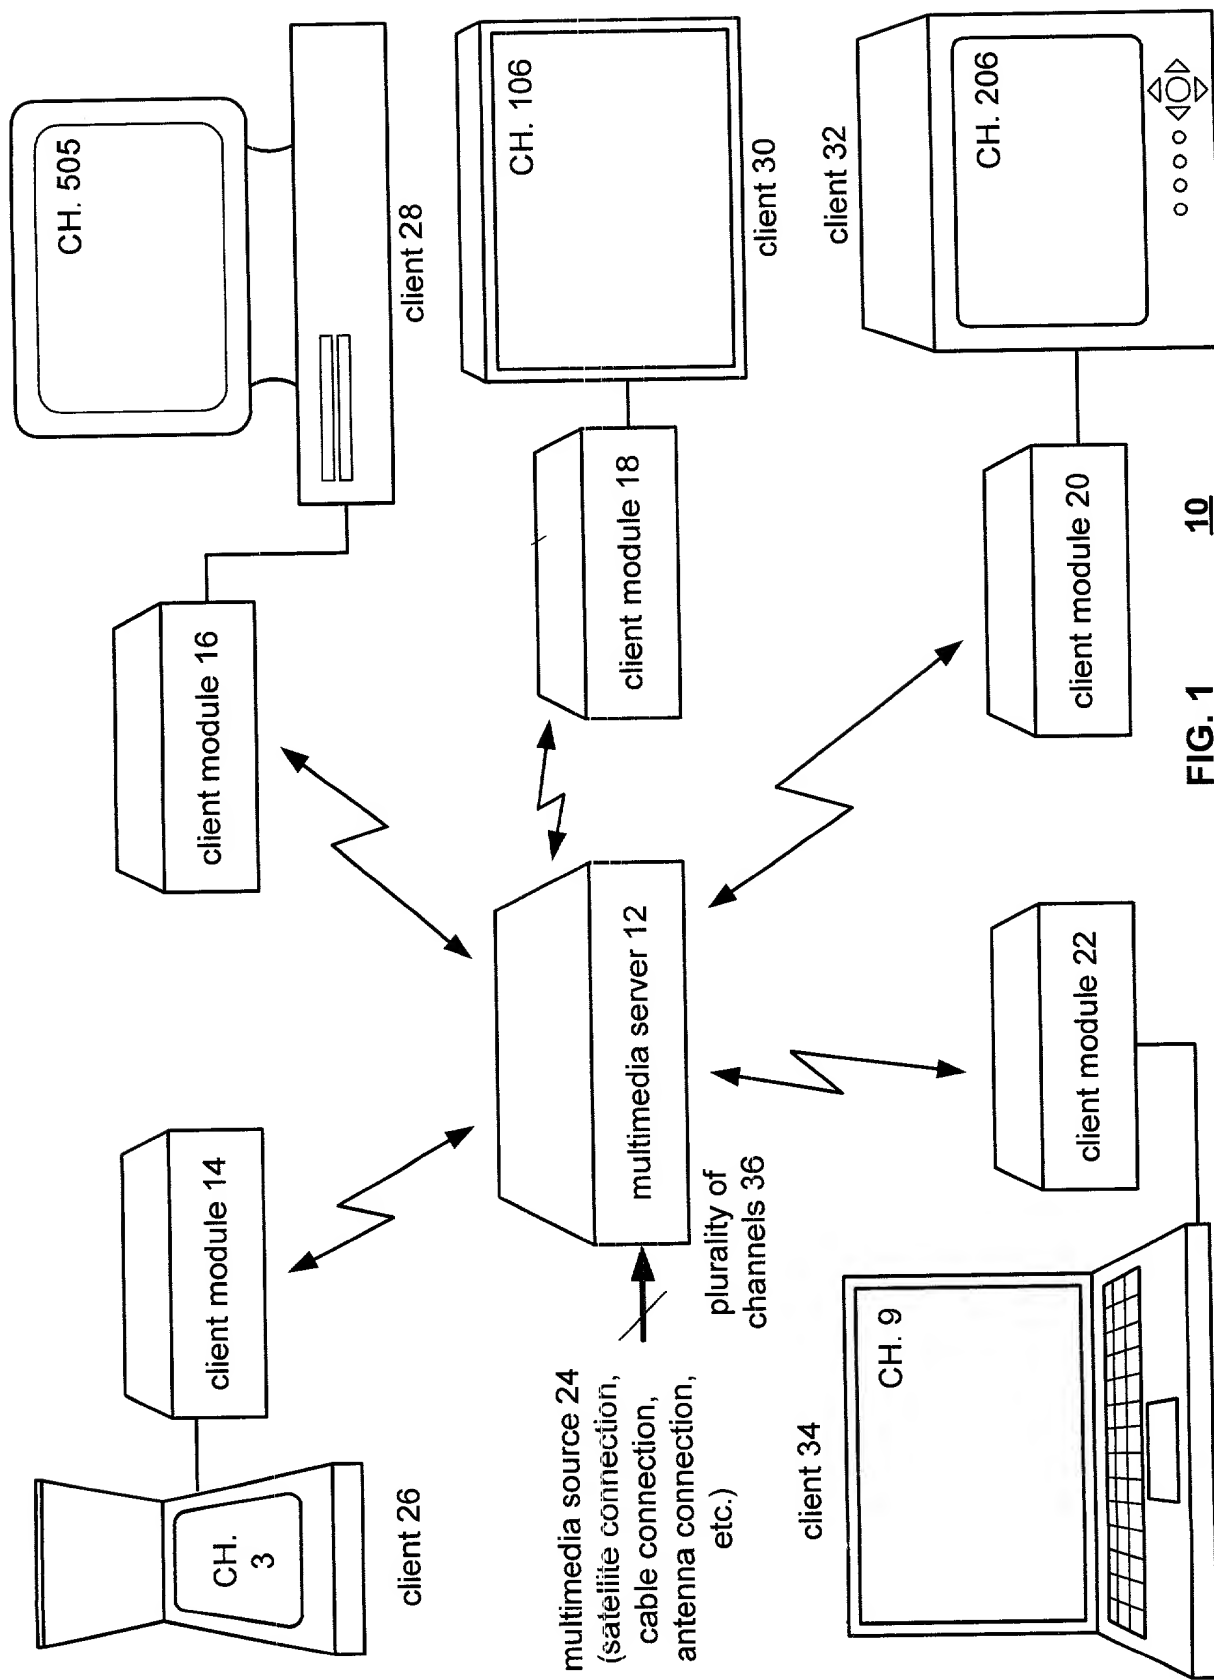 CH.
3
client 26
client module 14
client module 16
CH. 505
client 28
multimedia source 24
(satellite connection,
cable connection,
antenna connection,
etc.)
plurality of
channels 36
multimedia server 12
client module 18
CH. 106
client 30
client 34
CH. 9
client module 22
client module 20
client 32
CH. 206
FIG. 1
10